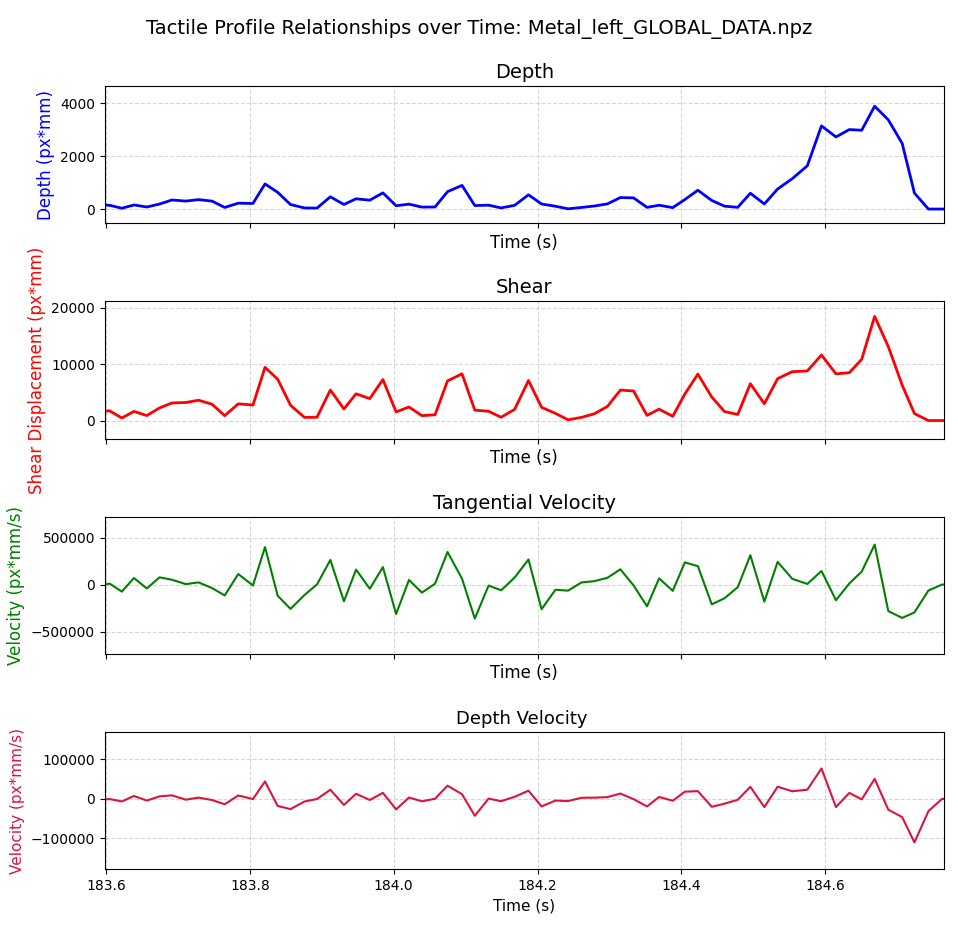 Tactile Profile Relationships over Time: Metal_left_GLOBAL_DATA.npz
Depth
Depth (px*mm)
4000
2000
0
Time (s)
Shear
Shear Displacement (px*mm)
20000
10000
0
Time (s)
Tangential Velocity
Velocity (px*mm/s)
500000
0
−500000
Time (s)
Depth Velocity
Velocity (px*mm/s)
100000
0
−100000
183.6 183.8 184.0 184.2 184.4 184.6
Time (s)